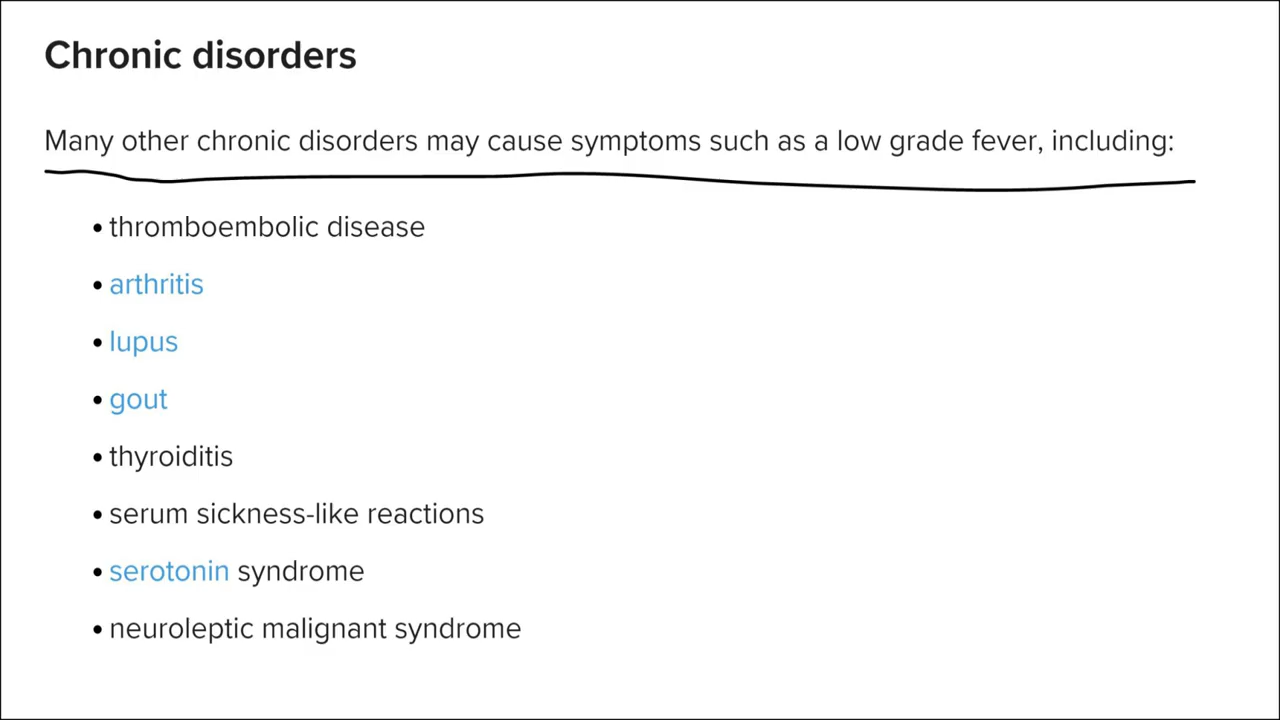 Chronic disorders
Many other chronic disorders may cause symptoms such as a low grade fever, including:
• thromboembolic disease
• arthritis
• lupus
• gout
• thyroiditis
• serum sickness-like reactions
• serotonin syndrome
• neuroleptic malignant syndrome